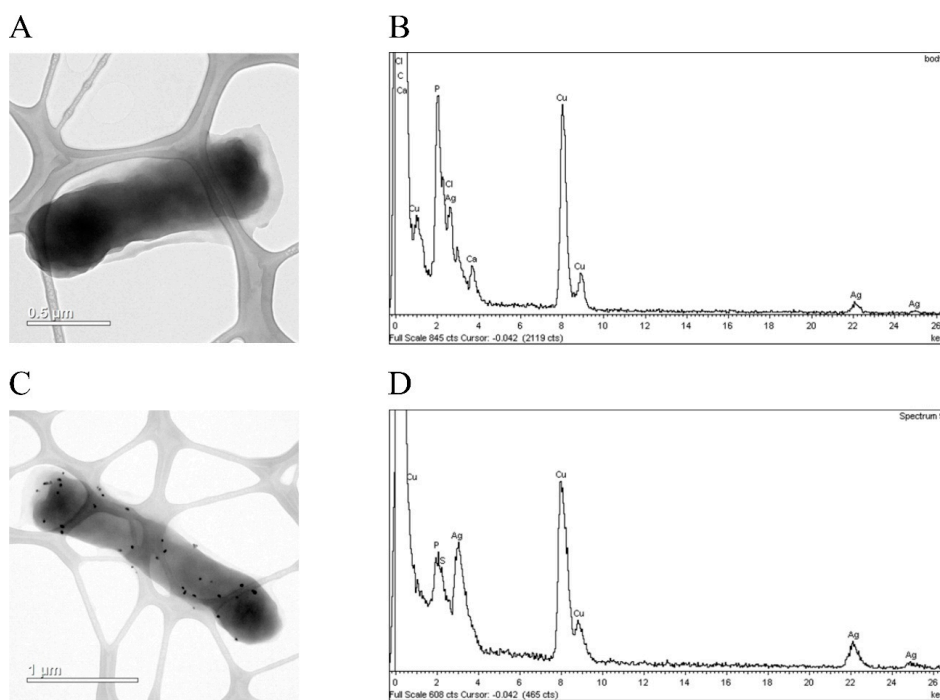 A
B
0.5 µm
body
Cl
C
Ca
P
Cu
Cl
Ag
Cu
Ca
Cu
Ag
Ag
0 2 4 6 8 10 12 14 16 18 20 22 24 26
Full Scale 845 cts Cursor: -0.042 (2119 cts)
ke
C
D
1 µm
Spectrum
Cu
Cu
P
S
Ag
Cu
Ag
Ag
0 2 4 6 8 10 12 14 16 18 20 22 24 26
Full Scale 608 cts Cursor: -0.042 (465 cts)
ke